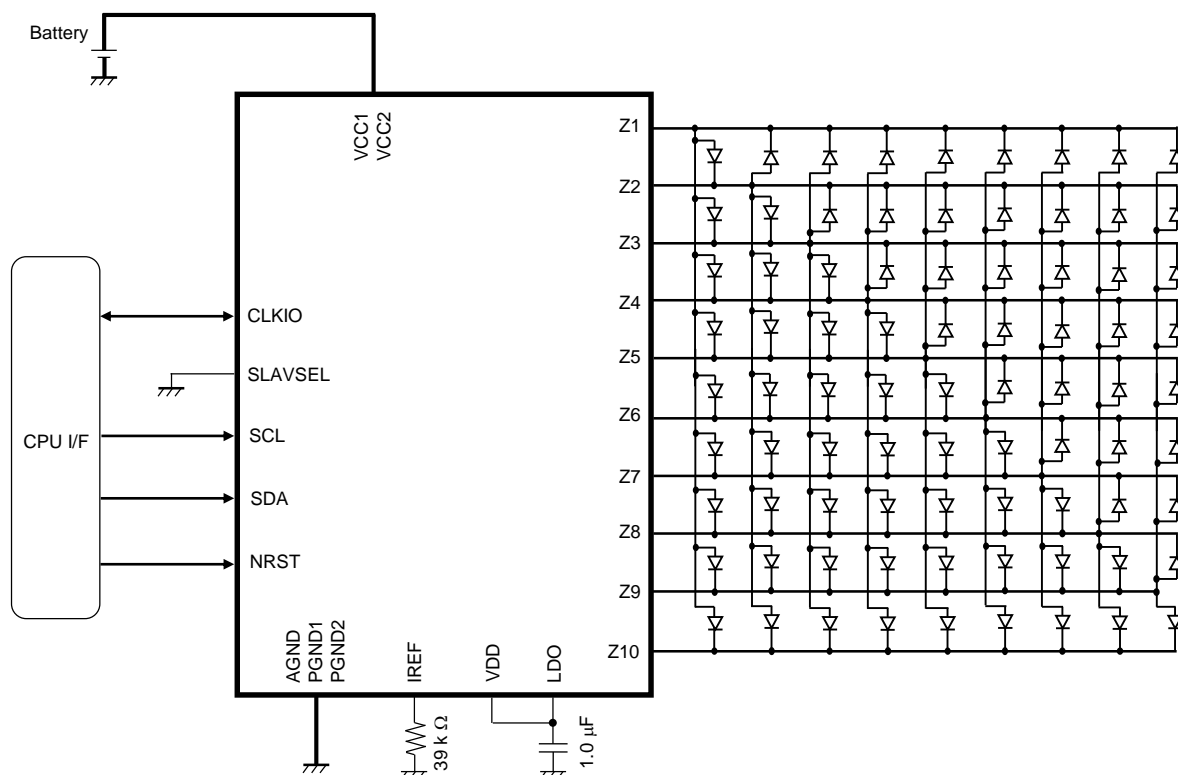 Battery
VCC1
VCC2
Z1
Z2
Z3
Z4
Z5
Z6
Z7
Z8
Z9
Z10
CPU I/F
CLKIO
SLAVSEL
SCL
SDA
NRST
AGND
PGND1
PGND2
IREF
VDD
LDO
39 k Ω
1.0 µF